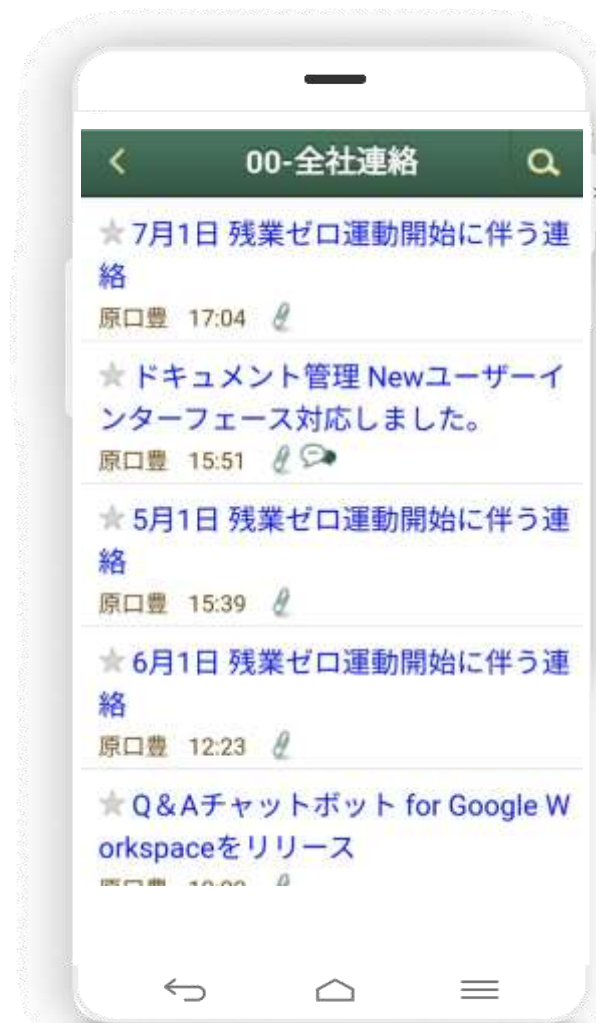 00-全社連絡
7月1日 残業ゼロ運動開始に伴う連
絡
原口豊 17:04
ドキュメント管理 Newユーザーイ
ンターフェース対応しました。
原口豊 15:51
5月1日 残業ゼロ運動開始に伴う連
絡
原口豊 15:39
6月1日 残業ゼロ運動開始に伴う連
絡
原口豊 12:23
Q&Aチャットボット for Google W
orkspaceをリリース